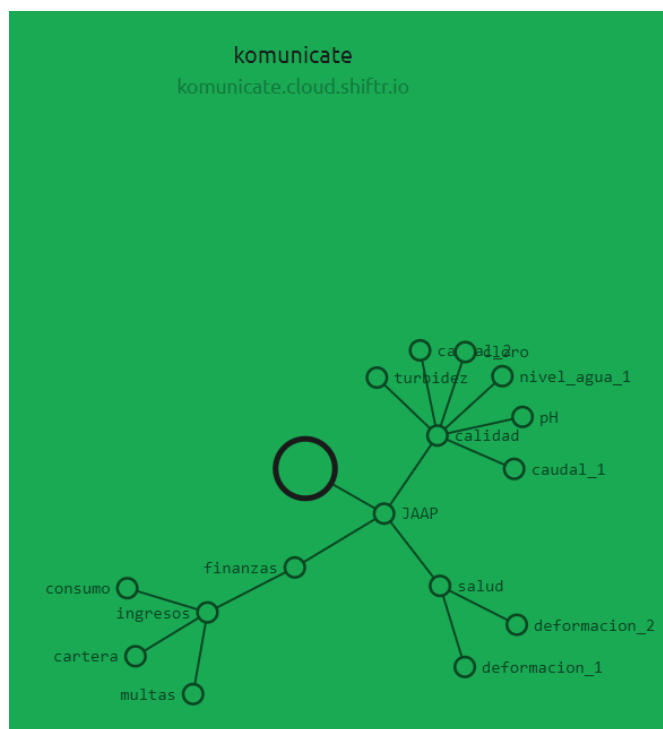 komunicate
komunicate.cloud.shiftr.io
cloro
turbidez
nivel_agua_1
pH
calidad
caudal_1
JAAP
finanzas
salud
consumo
ingresos
deformacion_2
cartera
deformacion_1
multas